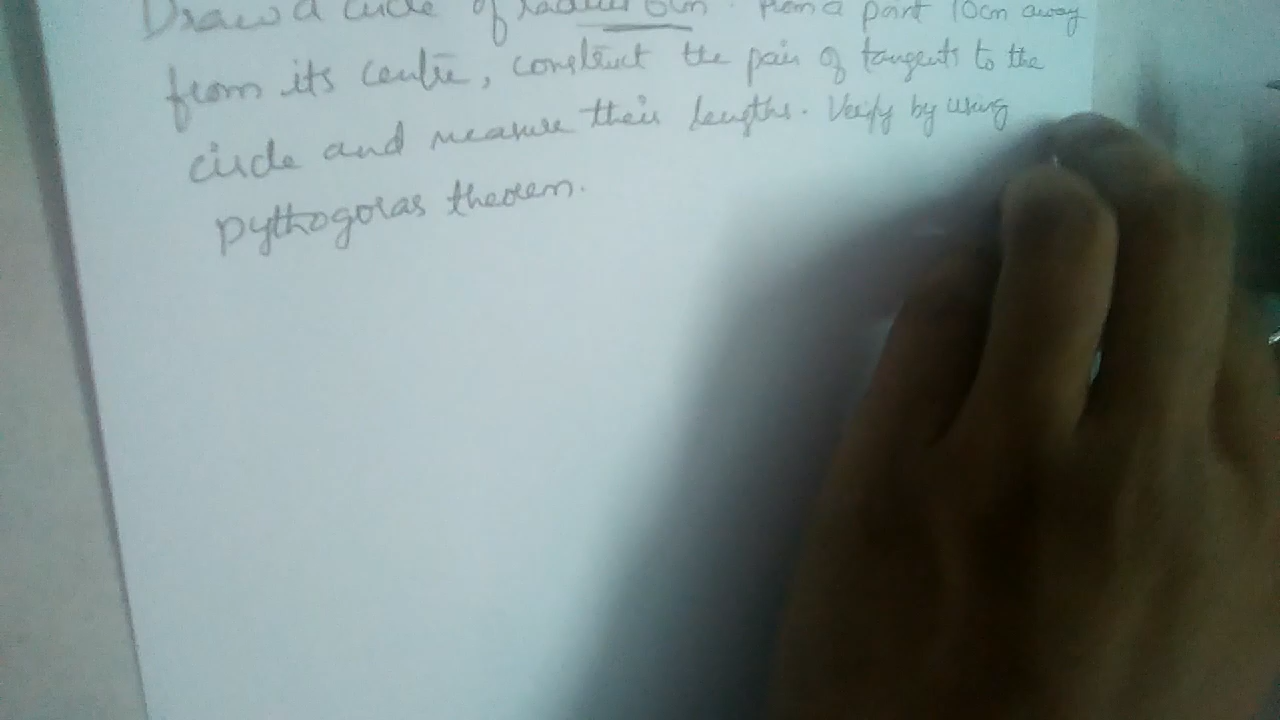 Draw a circle of radius 6cm. From a point 10cm away
from its centre, construct the pair of tangents to the
circle and measure their lengths. Verify by using
pythogoras theorem.